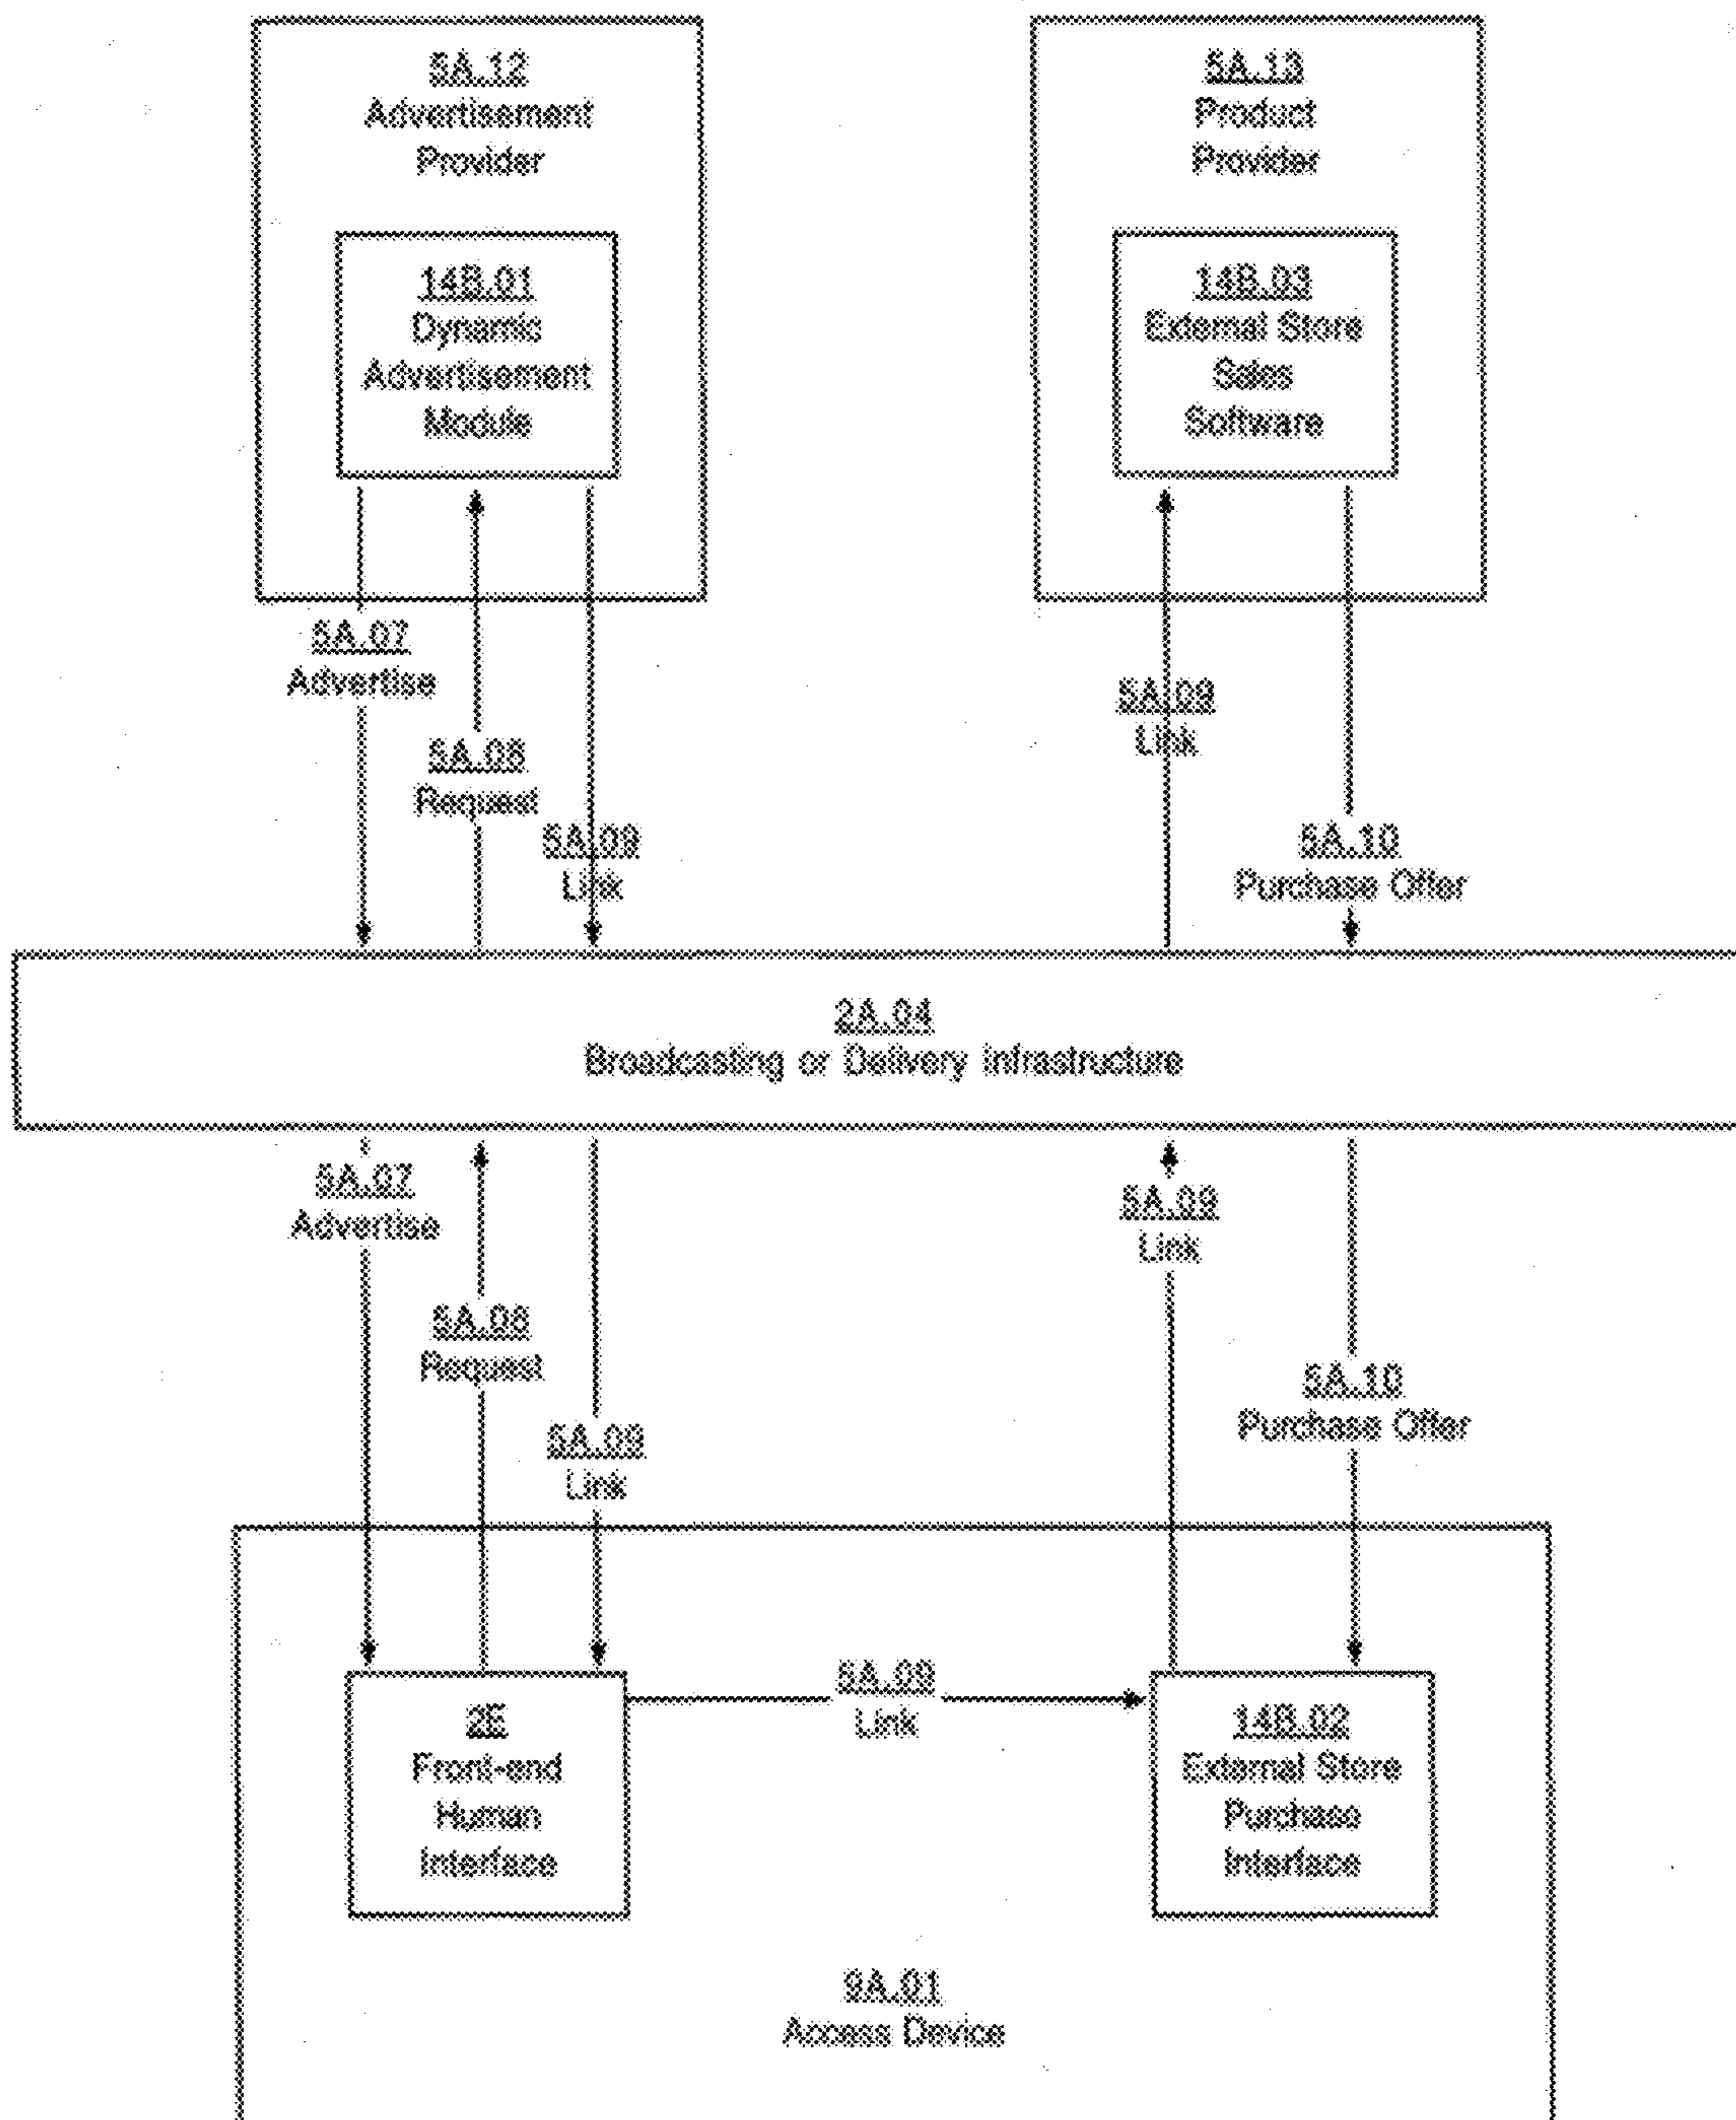 5A.12
Advertisement
Provider
14B.01
Dynamic
Advertisement
Module
5A.13
Product
Provider
14B.03
External Store
Sales
Software
5A.07
Advertise
5A.08
Request
5A.09
Link
5A.09
Link
5A.10
Purchase Offer
2A.04
Broadcasting or Delivery Infrastructure
5A.07
Advertise
5A.08
Request
5A.09
Link
5A.09
Link
5A.10
Purchase Offer
2E
Front-end
Human
Interface
5A.09
Link
14B.02
External Store
Purchase
Interface
9A.01
Access Device